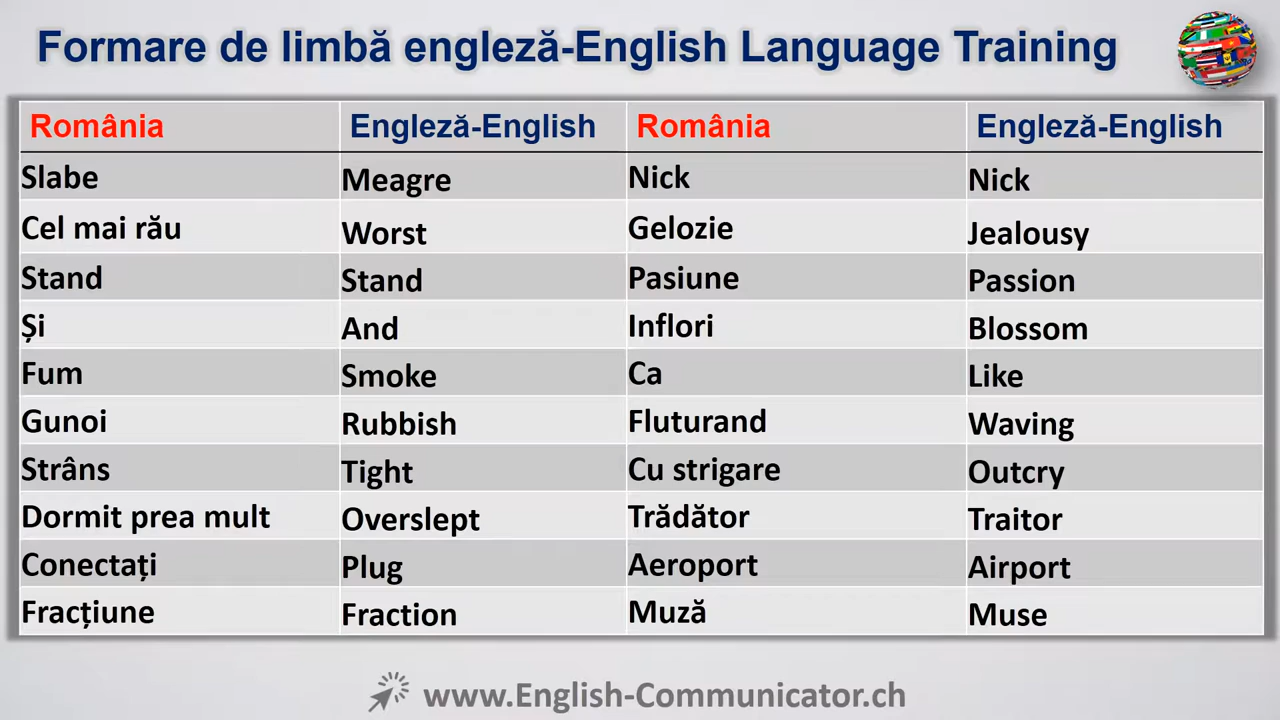 Formare de limbă engleză-English Language Training
România Engleză-English România Engleză-English
Slabe Meagre Nick Nick
Cel mai rău Worst Gelozie Jealousy
Stand Stand Pasiune Passion
Și And Inflori Blossom
Fum Smoke Ca Like
Gunoi Rubbish Fluturand Waving
Strâns Tight Cu strigare Outcry
Dormit prea mult Overslept Trădător Traitor
Conectați Plug Aeroport Airport
Fracțiune Fraction Muză Muse
www.English-Communicator.ch